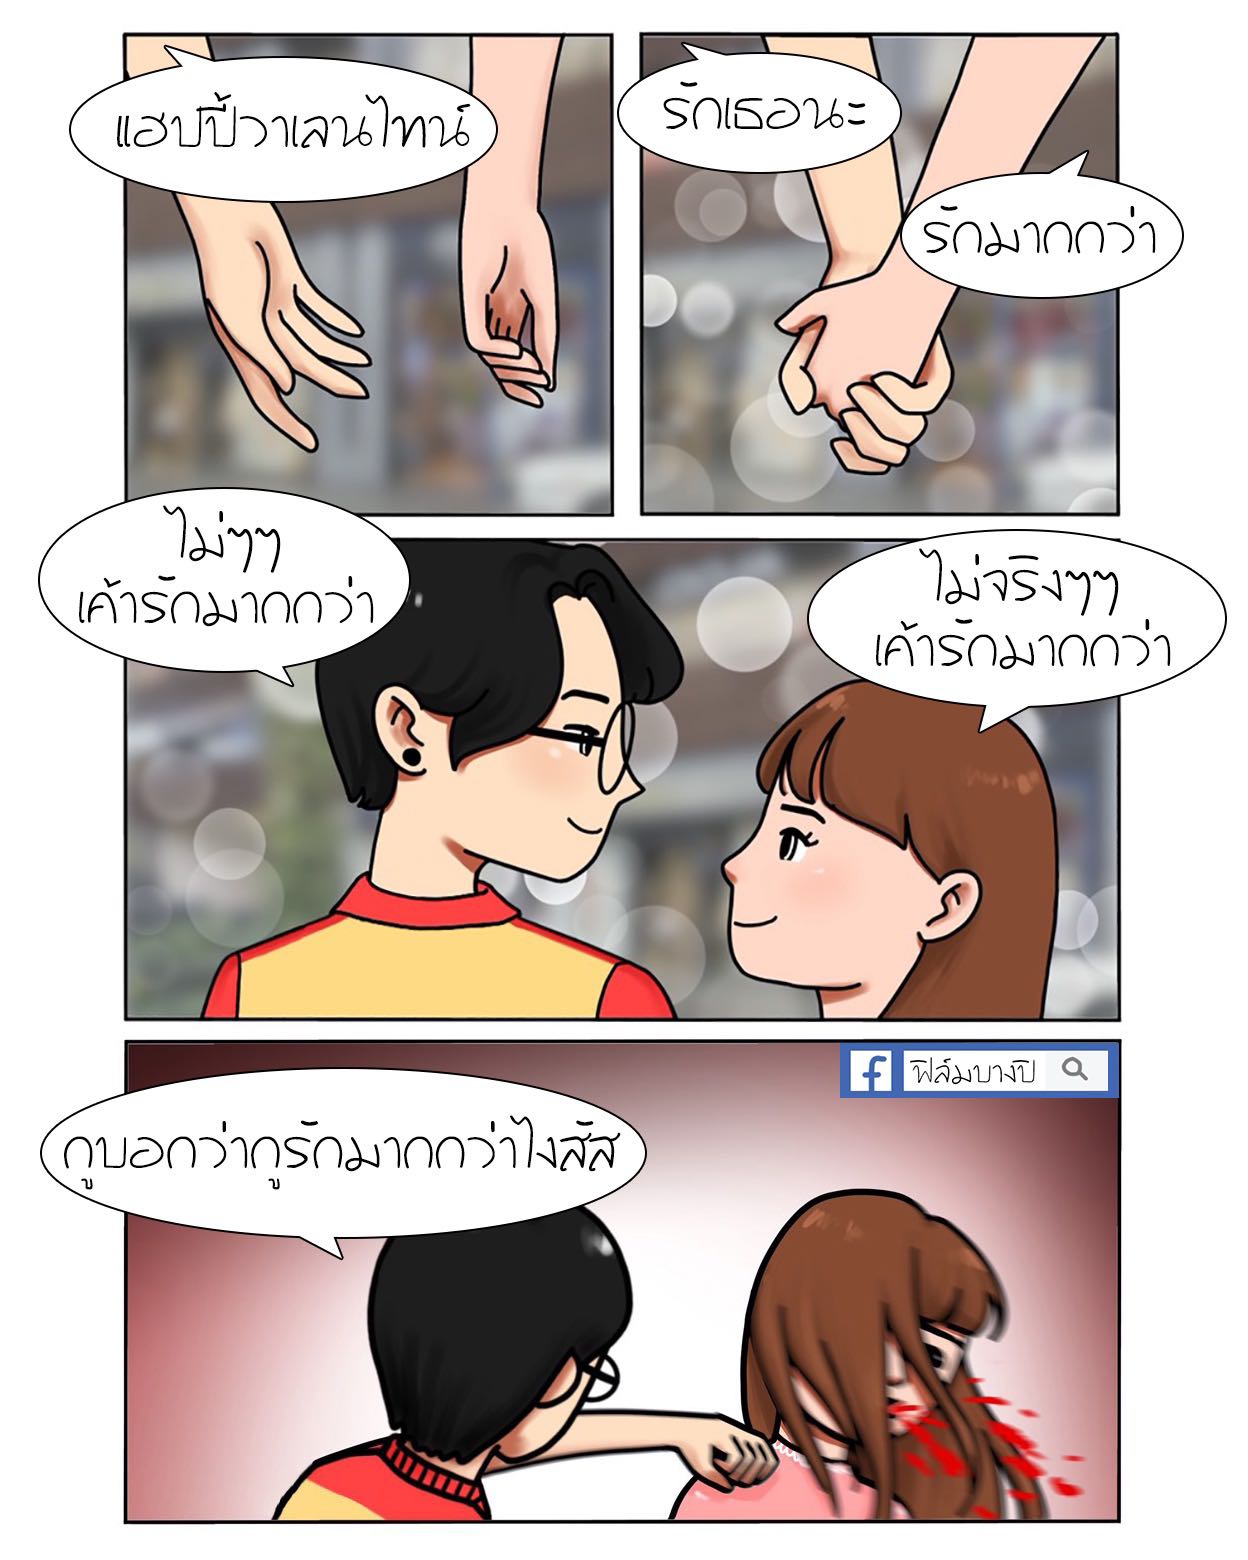 แฮปปี้วาเลนไทน์
รักเธอนะ
รักมากกว่า
ไม่ๆๆ
เค้ารักมากกว่า
ไม่จริงๆๆ
เค้ารักมากกว่า
f ฟิล์มบางปิ
กูบอกว่ากูรักมากกว่าไงสัส